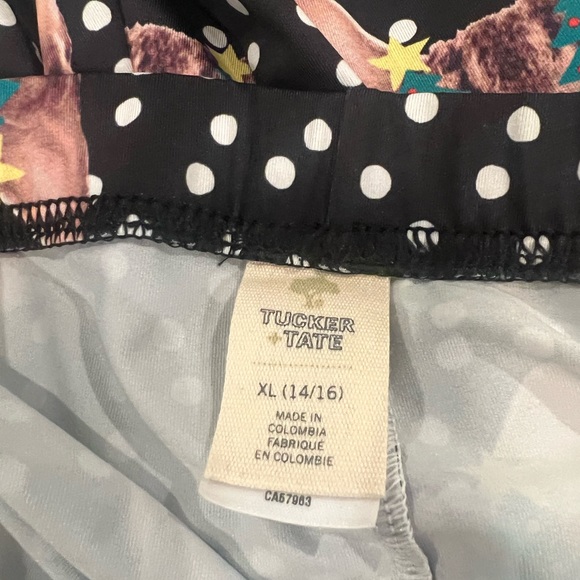 TUCKER
+ TATE
XL (14/16)
MADE IN
COLOMBIA
FABRIQUÉ
EN COLOMBIE
CA57963